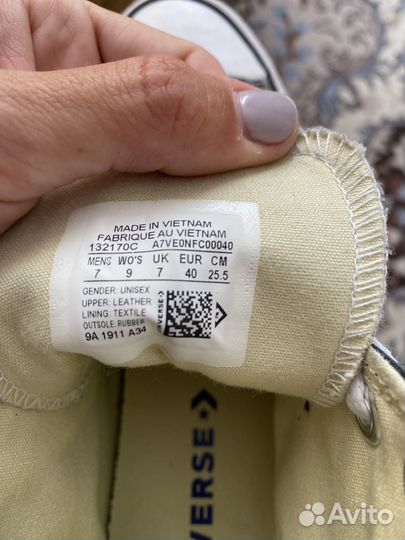 MADE IN VIETNAM
FABRIQUE AU VIETNAM
132170C A7VE0NFC00040
MENS WO'S UK EUR CM
7 9 7 40 25.5
GENDER: UNISEX
UPPER: LEATHER
LINING: TEXTILE
OUTSOLE: RUBBER
9A 1911 A34
VERSE
VERSE
Avito